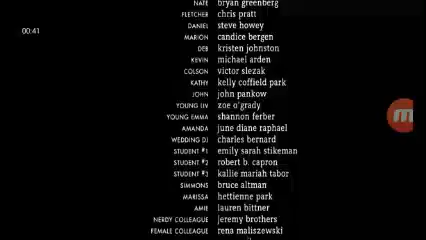 NATE bryan greenberg
FLETCHER chris pratt
DANIEL steve howey
00:41
MARION candice bergen
DEB kristen johnston
KEVIN michael arden
COLSON victor slezak
KATHY kelly coffield park
JOHN john pankow
YOUNG LIV zoe o'grady
YOUNG EMMA shannon ferber
AMANDA june diane raphael
WEDDING DJ charles bernard
STUDENT #1 emily sarah stikeman
STUDENT #2 robert b. capron
STUDENT #3 kallie mariah tabor
SIMMONS bruce altman
MARISSA hettienne park
AMIE lauren bittner
NERDY COLLEAGUE jeremy brothers
FEMALE COLLEAGUE rena maliszewski